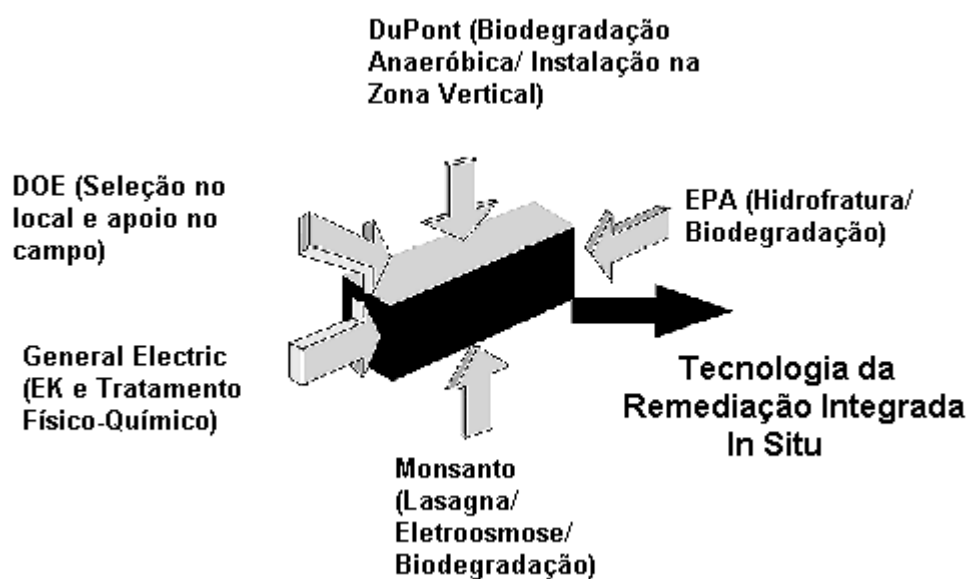 DuPont (Biodegradação
Anaeróbica/ Instalação na
Zona Vertical)
DOE (Seleção no
local e apoio no
campo)
EPA (Hidrofratura/
Biodegradação)
General Electric
(EK e Tratamento
Físico-Químico)
Tecnologia da
Remediação Integrada
In Situ
Monsanto
(Lasagna/
Eletroosmose/
Biodegradação)